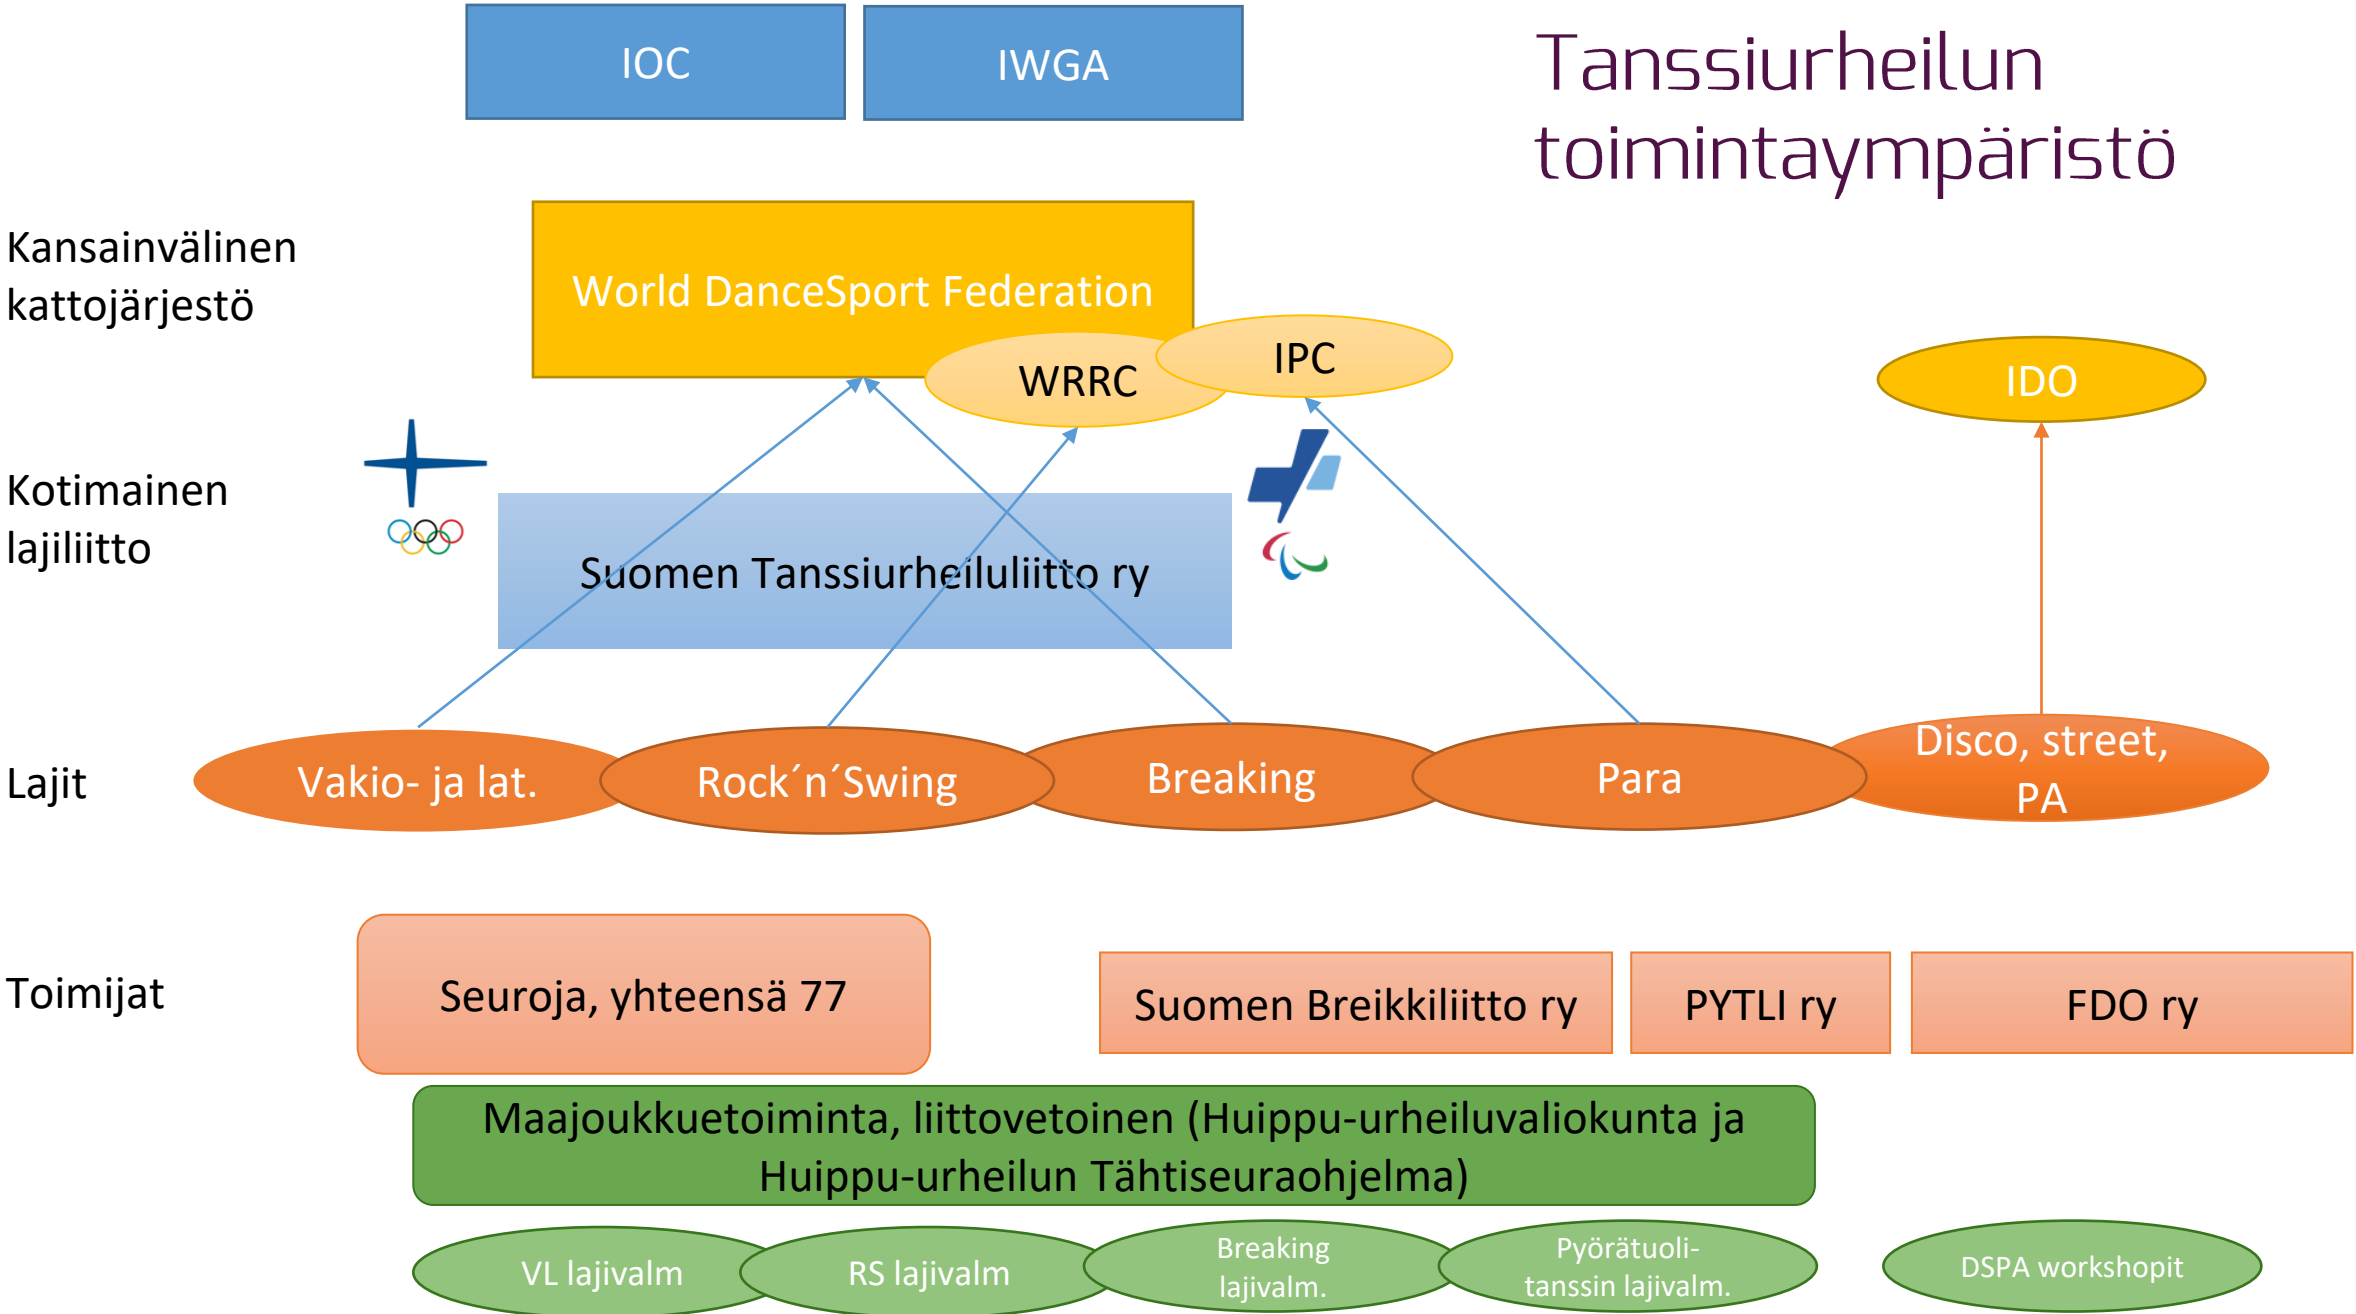 IOC
IWGA
Tanssiurheilun
toimintaympäristö
Kansainvälinen
kattojärjestö
World DanceSport Federation
WRRC
IPC
IDO
Kotimainen
lajiliitto
Suomen Tanssiurheiluliitto ry
Lajit
Vakio- ja lat.
Rock´n´Swing
Breaking
Para
Disco, street,
PA
Toimijat
Seuroja, yhteensä 77
Suomen Breikkiliitto ry
PYTLI ry
FDO ry
Maajoukkuetoiminta, liittovetoinen (Huippu-urheiluvaliokunta ja
Huippu-urheilun Tähtiseuraohjelma)
VL lajivalm
RS lajivalm
Breaking
lajivalm.
Pyörätuoli-
tanssin lajivalm.
DSPA workshopit